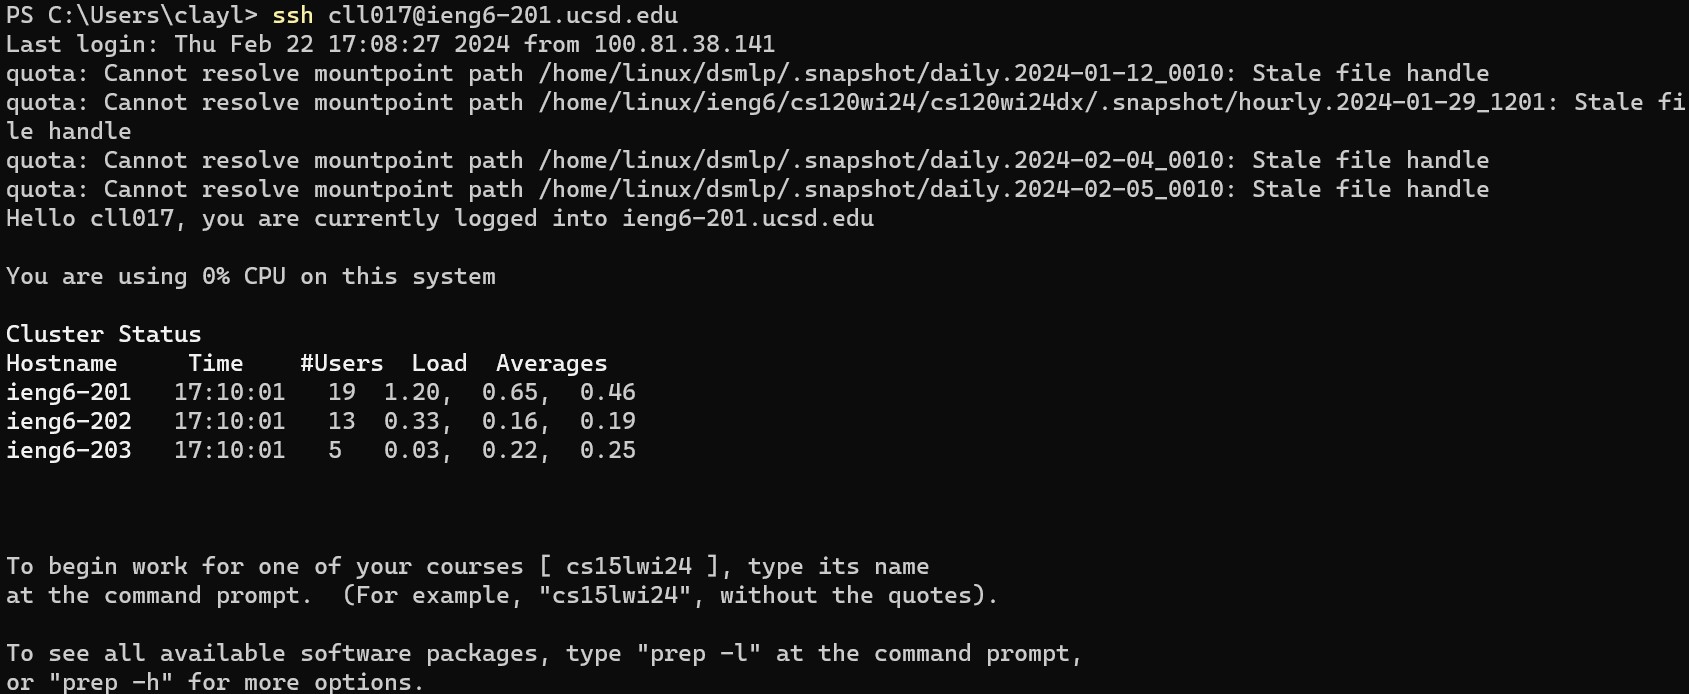 PS C:\Users\clayl> ssh cll017@ieng6-201.ucsd.edu
Last login: Thu Feb 22 17:08:27 2024 from 100.81.38.141
quota: Cannot resolve mountpoint path /home/linux/dsmlp/.snapshot/daily.2024-01-12_0010: Stale file handle
quota: Cannot resolve mountpoint path /home/linux/ieng6/cs120wi24/cs120wi24dx/.snapshot/hourly.2024-01-29_1201: Stale fi
le handle
quota: Cannot resolve mountpoint path /home/linux/dsmlp/.snapshot/daily.2024-02-04_0010: Stale file handle
quota: Cannot resolve mountpoint path /home/linux/dsmlp/.snapshot/daily.2024-02-05_0010: Stale file handle
Hello cll017, you are currently logged into ieng6-201.ucsd.edu
You are using 0% CPU on this system
Cluster Status
Hostname     Time    #Users  Load  Averages
ieng6-201   17:10:01   19  1.20,  0.65,  0.46
ieng6-202   17:10:01   13  0.33,  0.16,  0.19
ieng6-203   17:10:01   5   0.03,  0.22,  0.25
To begin work for one of your courses [ cs15lwi24 ], type its name
at the command prompt.  (For example, "cs15lwi24", without the quotes).
To see all available software packages, type "prep -l" at the command prompt,
or "prep -h" for more options.